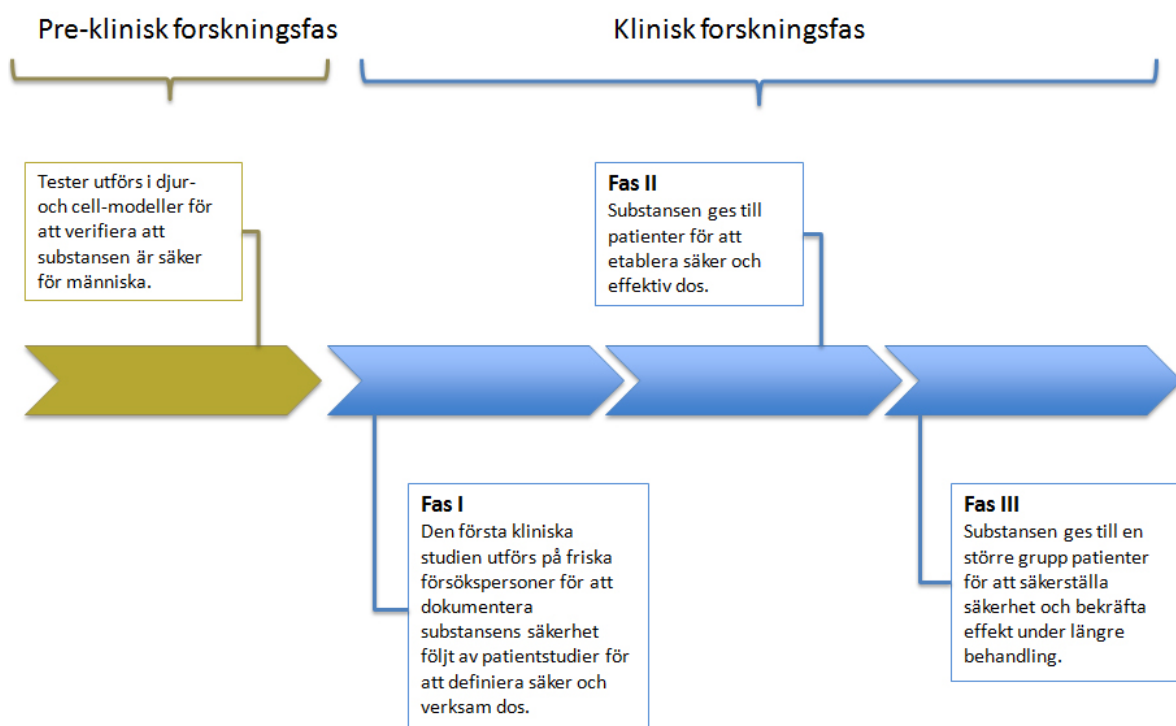 Pre-klinisk forskningsfas
Klinisk forskningsfas
Tester utförs i djur-
och cell-modeller för
att verifiera att
substansen är säker
för människa.
Fas II
Substansen ges till
patienter för att
etablera säker och
effektiv dos.
Fas I
Den första kliniska
studien utförs på friska
försökspersoner för att
dokumentera
substansens säkerhet
följt av patientstudier för
att definiera säker och
verksam dos.
Fas III
Substansen ges till en
större grupp patienter
för att säkerställa
säkerhet och bekräfta
effekt under längre
behandling.